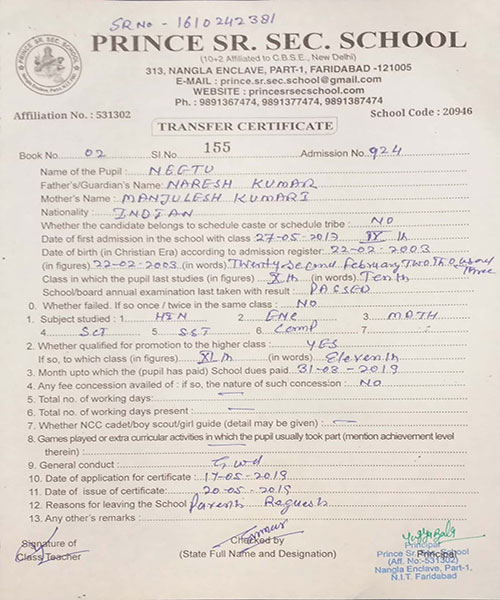 SR NO - 1610242381
PRINCE SR. SEC. SCHOOL
(10+2 Affiliated to C.B.S.E., New Delhi)
313, NANGLA ENCLAVE, PART-1, FARIDABAD -121005
E-MAIL : prince.sr.sec.school@gmail.com
WEBSITE : princesrsecschool.com
Ph. : 9891367474, 9891377474, 9891387474
Affiliation No. : 531302 School Code : 20946
TRANSFER CERTIFICATE
Book No. 02 Sl No. 155 Admission No. 924
Name of the Pupil : NEETU
Father's/Guardian's Name: NARESH KUMAR
Mother's Name: MANJULESH KUMARI
Nationality : INDIAN
Whether the candidate belongs to schedule caste or schedule tribe : NO
Date of first admission in the school with class 27-05-2017 IX th
Date of birth (in Christian Era) according to admission register: 22-02-2003
(in figures) 22-02-2003 (in words) Twenty Second February Two Thousand Three
Class in which the pupil last studies (in figures) Xth (in words) Tenth
School/board annual examination last taken with result : PASSED
0. Whether failed. If so once / twice in the same class : NO
1. Subject studied : 1. HIN 2. ENG 3. MATH
4. SCT 5. SST 6. Comp 7.
2. Whether qualified for promotion to the higher class : YES
If so, to which class (in figures) XIth (in words) Eleventh
3. Month upto which the (pupil has paid) School dues paid 31-03-2019
4. Any fee concession availed of : if so, the nature of such concession : NO
5. Total no. of working days: —
6. Total no. of working days present : —
7. Whether NCC cadet/boy scout/girl guide (detail may be given) : —
8. Games played or extra curricular activities in which the pupil usually took part (mention achievement level
therein) : —
9. General conduct : Good
10. Date of application for certificate : 17-05-2019
11. Date of issue of certificate: 20-05-2019
12. Reasons for leaving the School Parents Request
13. Any other's remarks :
Signature of Checked by Principal
Class Teacher (State Full Name and Designation) Principal
Prince Sr. Sec. School
(Aff. No:-531302)
Nangla Enclave, Part-1,
N.I.T. Faridabad